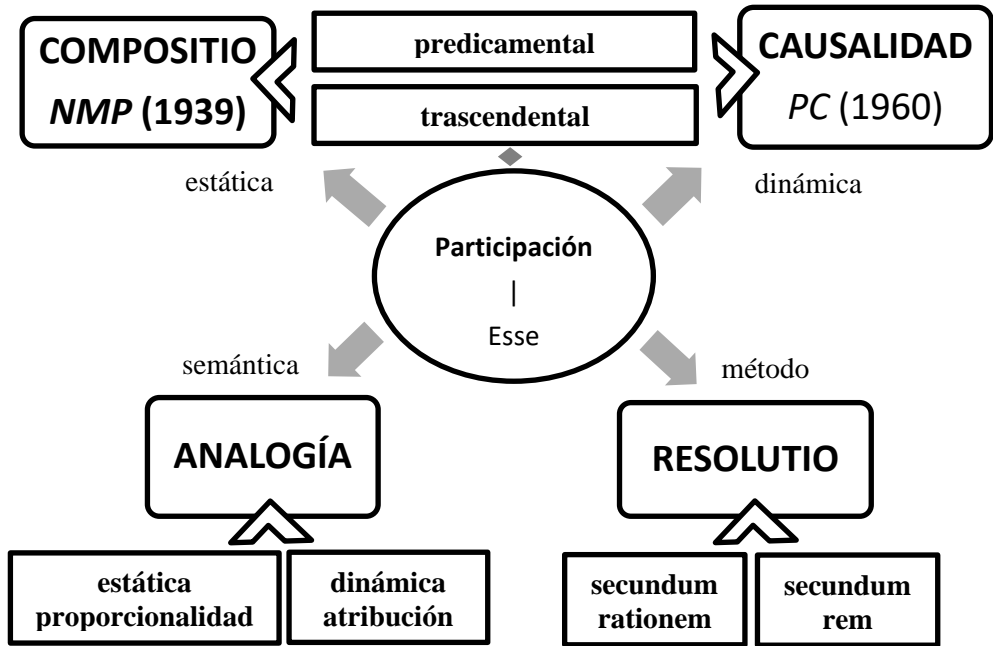 COMPOSITIO
NMP (1939)
predicamental
trascendental
CAUSALIDAD
PC (1960)
estática
dinámica
Participación
|
Esse
semántica
método
ANALOGÍA
RESOLUTIO
estática
proporcionalidad
dinámica
atribución
secundum
rationem
secundum
rem